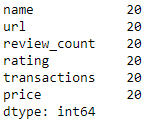 name 20
url 20
review_count 20
rating 20
transactions 20
price 20
dtype: int64